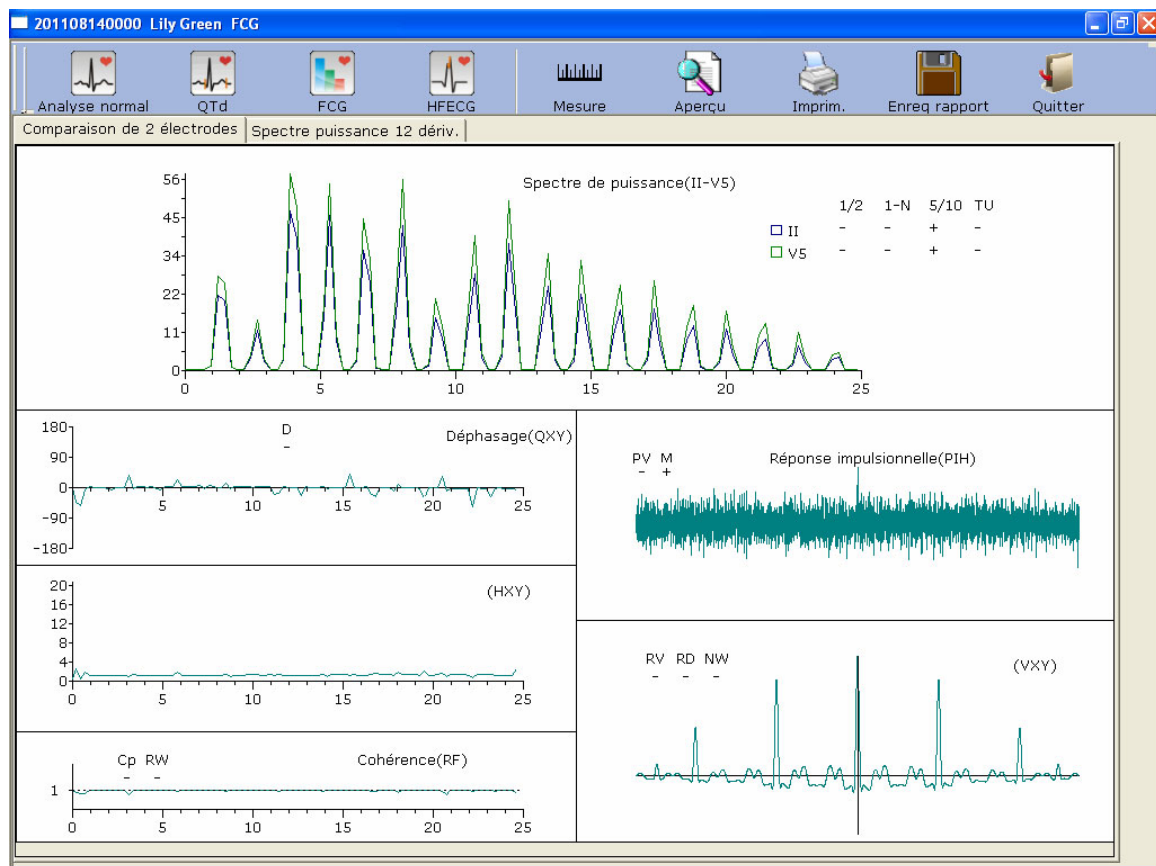 201108140000 Lily Green FCG
Analyse normal QTd FCG HFECG Mesure Aperçu Imprim. Enreq rapport Quitter
Comparaison de 2 électrodes Spectre puissance 12 dériv.
Spectre de puissance(II-V5)
1/2 1-N 5/10 TU
II - - + -
V5 - - + -
56
45
34
22
11
0
0 5 10 15 20 25
Déphasage(QXY)
D
-
180
90
0
-90
-180
5 10 15 20 25
Réponse impulsionnelle(PIH)
PV M
- +
(HXY)
20
16
12
8
4
0
0 5 10 15 20 25
RV RD NW
- - -
(VXY)
Cp RW
- -
Cohérence(RF)
1
0 5 10 15 20 25